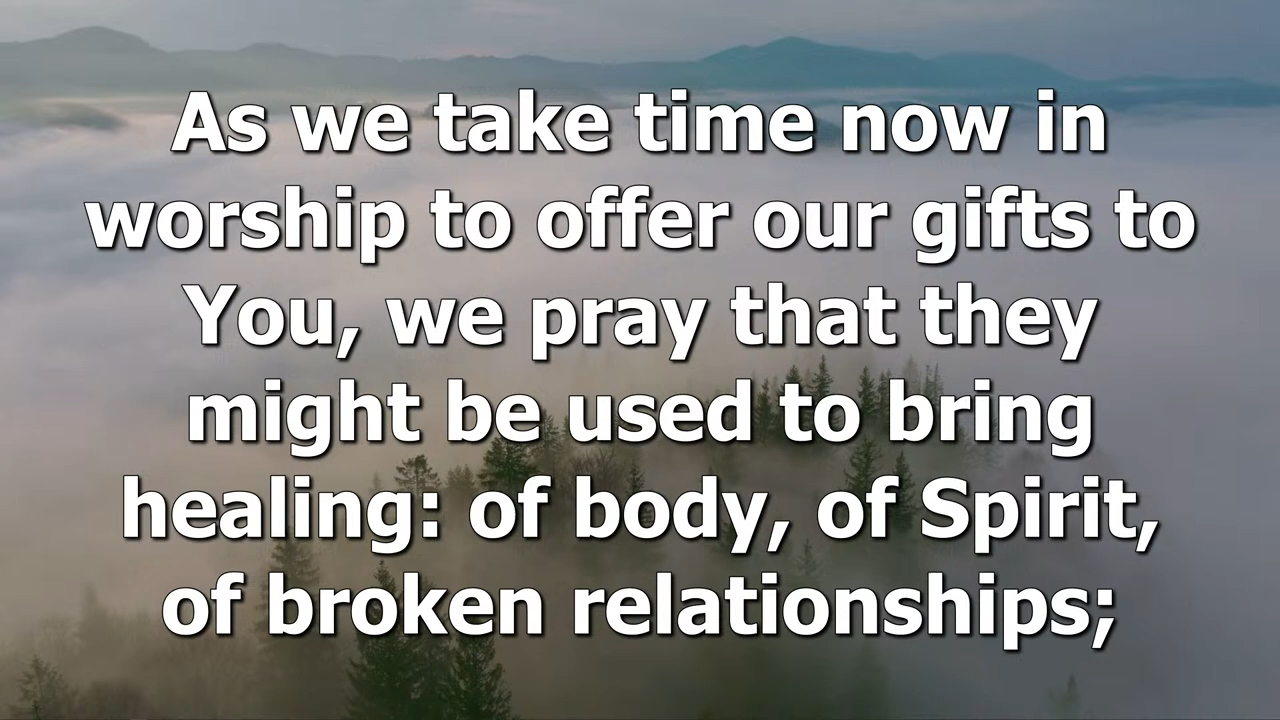 As we take time now in
worship to offer our gifts to
You, we pray that they
might be used to bring
healing: of body, of Spirit,
of broken relationships;